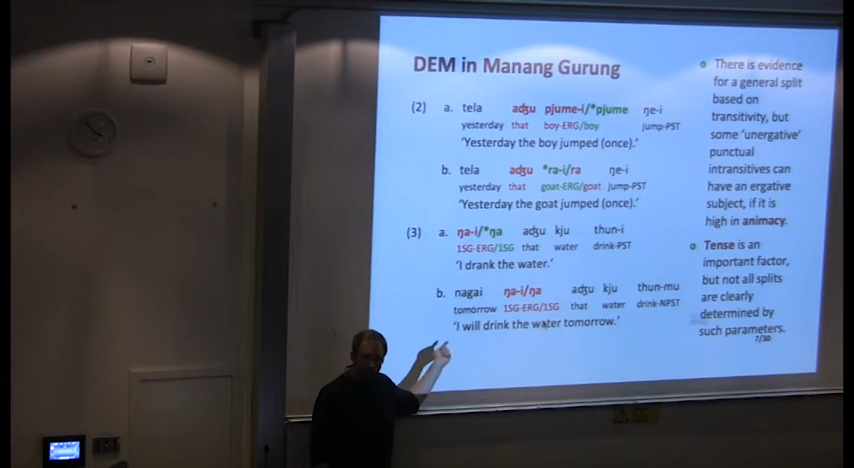 DEM in Manang Gurung
(2) a. tela adʒu pjume-i/*pjume ŋe-i
yesterday that boy-ERG/boy jump-PST
'Yesterday the boy jumped (once).'
b. tela adʒu *ra-i/ra ŋe-i
yesterday that goat-ERG/goat jump-PST
'Yesterday the goat jumped (once).'
(3) a. ŋa-i/*ŋa adʒu kju thun-i
1SG-ERG/1SG that water drink-PST
'I drank the water.'
b. nagai ŋa-i/ŋa adʒu kju thun-mu
tomorrow 1SG-ERG/1SG that water drink-NPST
'I will drink the water tomorrow.'
There is evidence
for a general split
based on
transitivity, but
some 'unergative'
punctual
intransitives can
have an ergative
subject, if it is
high in animacy.
Tense is an
important factor,
but not all splits
are clearly
determined by
such parameters.
7/30